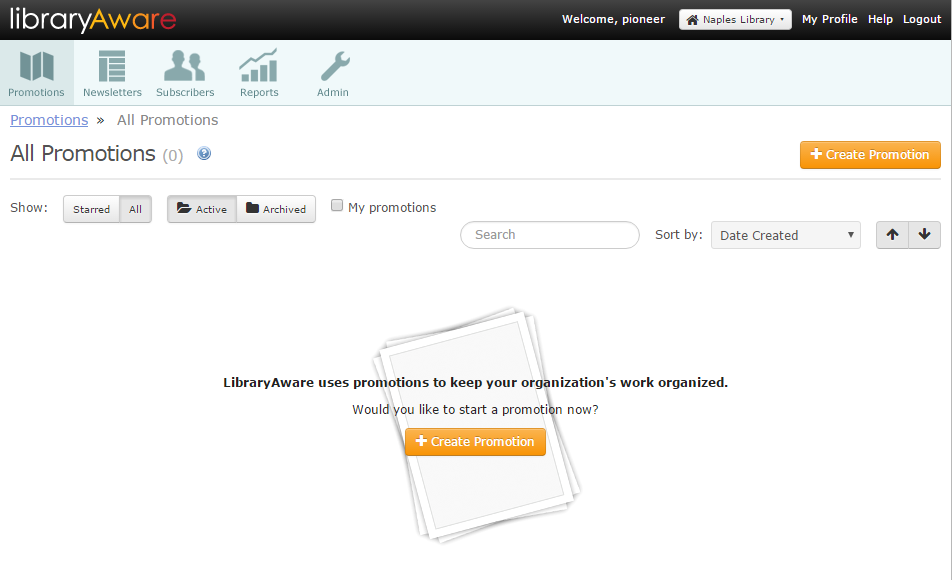 libraryAware
Welcome, pioneer Naples Library My Profile Help Logout
Promotions Newsletters Subscribers Reports Admin
Promotions » All Promotions
All Promotions (0)
Create Promotion
Show: Starred All Active Archived My promotions
Search Sort by: Date Created
LibraryAware uses promotions to keep your organization's work organized.
Would you like to start a promotion now?
Create Promotion